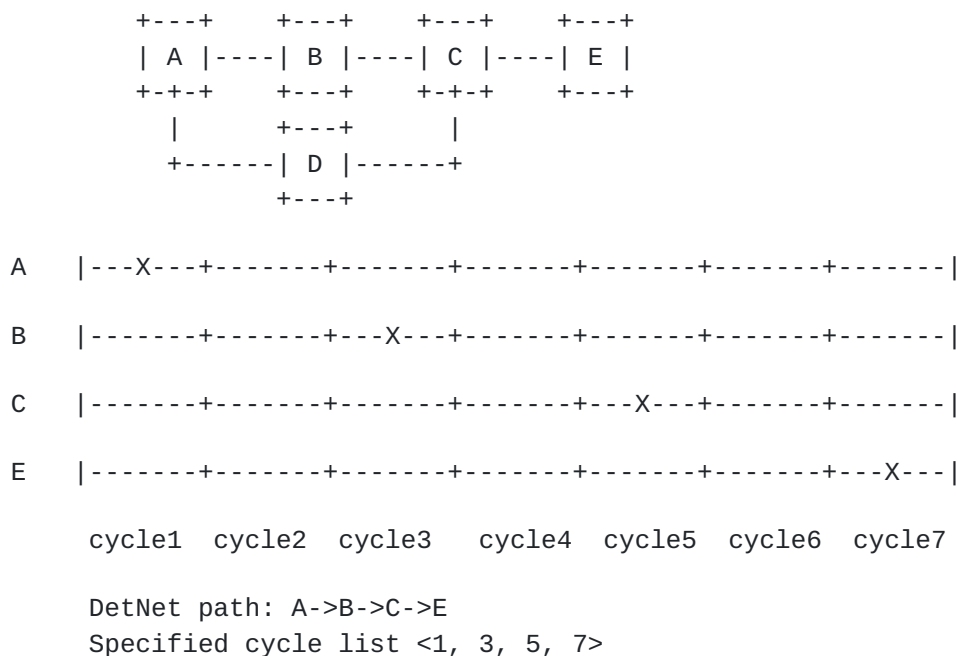 +---+    +---+    +---+    +---+
        | A |----| B |----| C |----| E |
        +-+-+    +---+    +-+-+    +---+
          |      +---+      |
          +------| D |------+
                 +---+
A   |---X---+-------+-------+-------+-------+-------+-------|
B   |-------+-------+---X---+-------+-------+-------+-------|
C   |-------+-------+-------+-------+---X---+-------+-------|
E   |-------+-------+-------+-------+-------+-------+---X---|
     cycle1  cycle2  cycle3   cycle4  cycle5  cycle6  cycle7
     DetNet path: A->B->C->E
     Specified cycle list <1, 3, 5, 7>